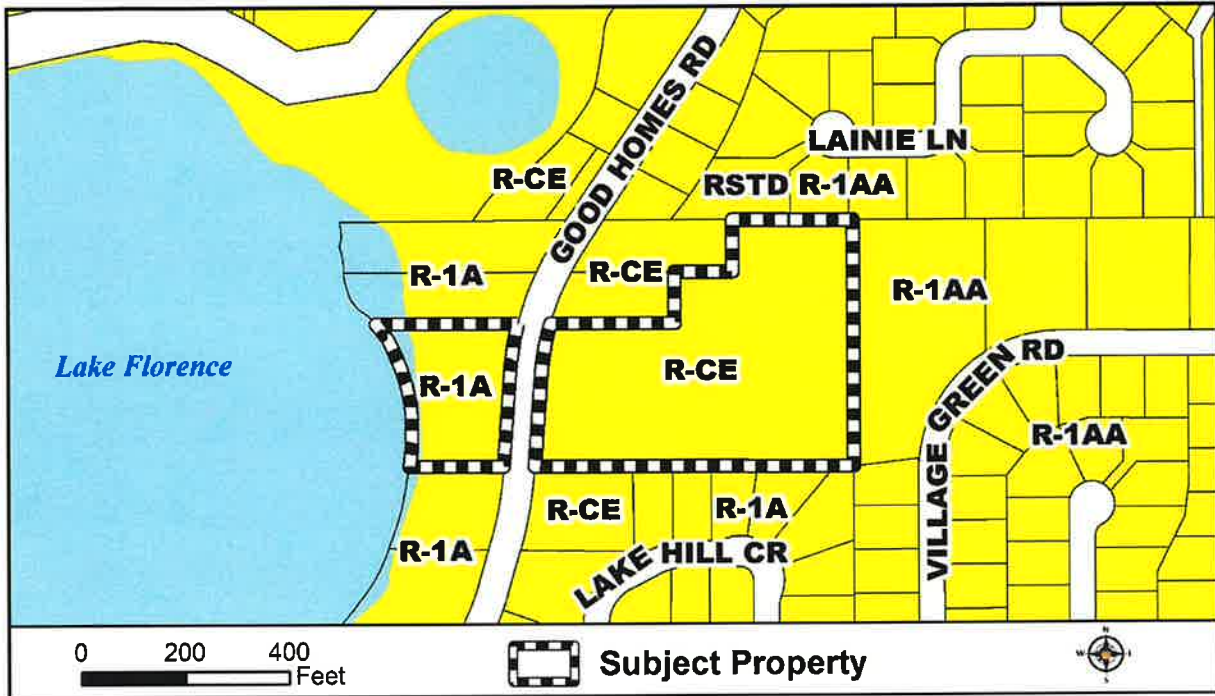 GOOD HOMES RD
LAINIE LN
R-CE
RSTD R-1AA
R-1A
R-CE
R-1AA
Lake Florence
R-1A
R-CE
VILLAGE GREEN RD
R-1AA
R-CE
R-1A
R-1A
LAKE HILL CR
0 200 400
Feet
Subject Property
N
W
S